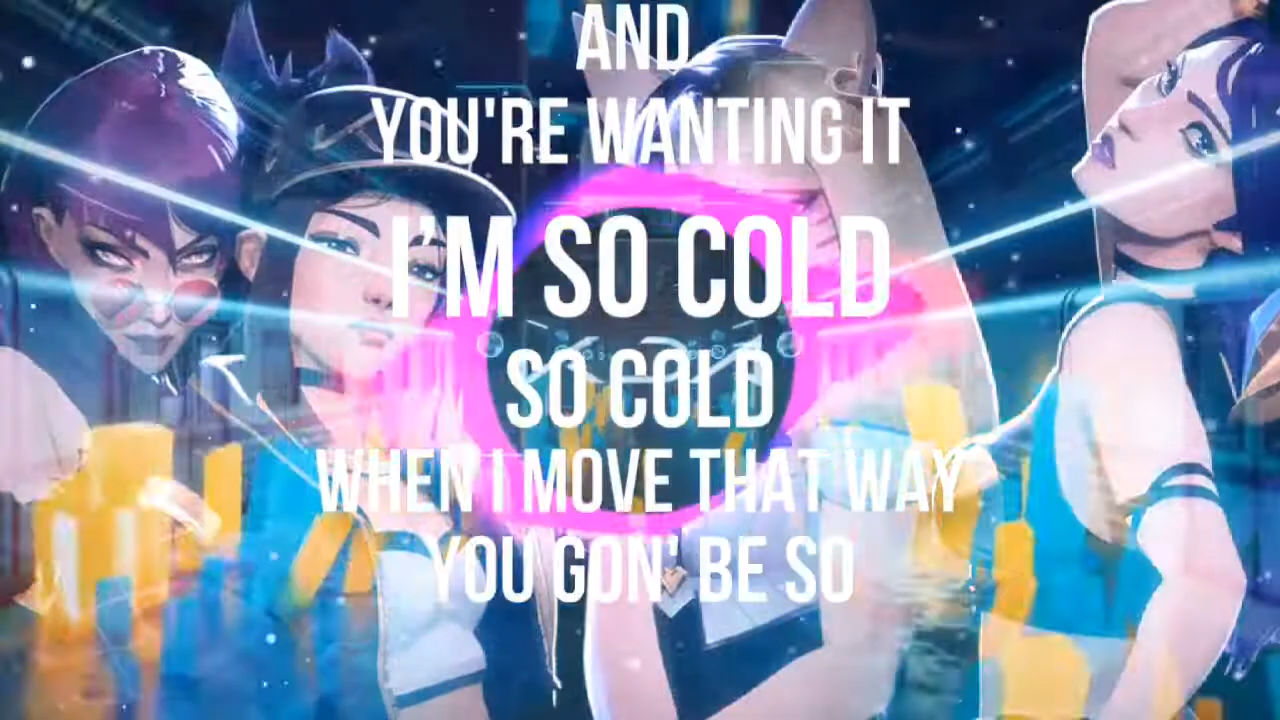 AND
YOU'RE WANTING IT
I'M SO COLD
SO COLD
WHEN I MOVE THAT WAY
YOU GON' BE SO